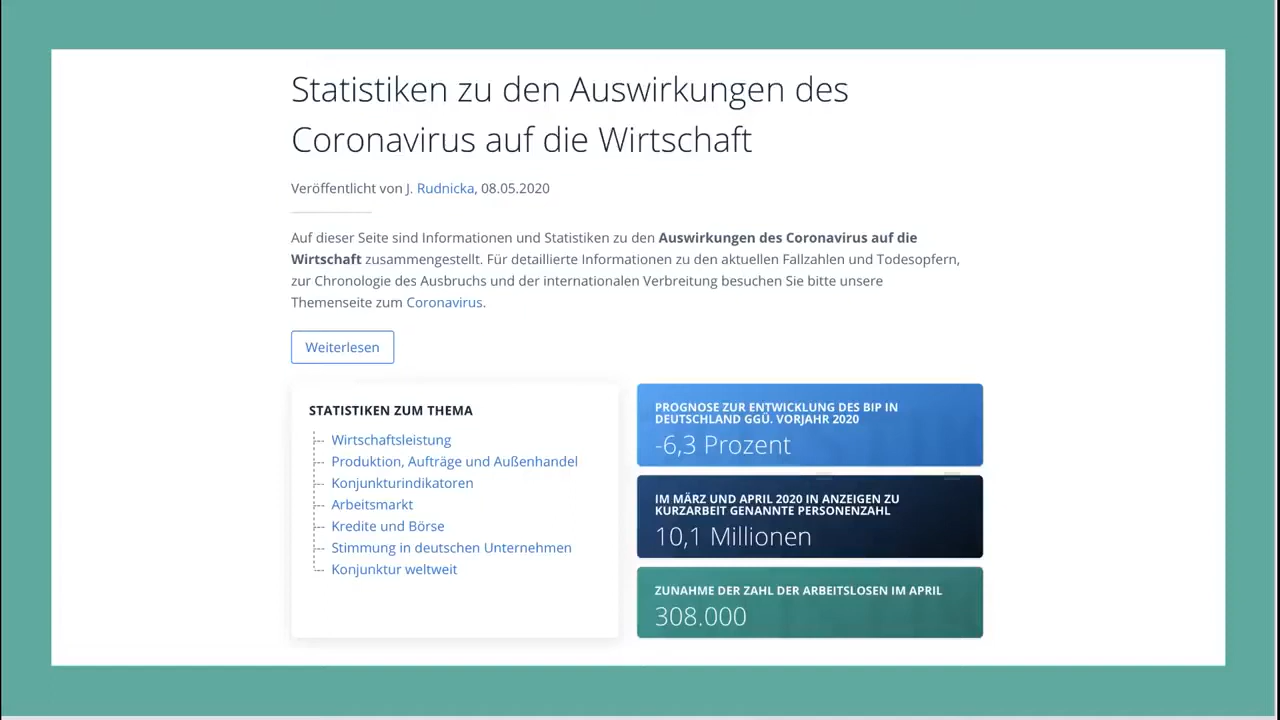 Statistiken zu den Auswirkungen des
Coronavirus auf die Wirtschaft
Veröffentlicht von J. Rudnicka, 08.05.2020
Auf dieser Seite sind Informationen und Statistiken zu den Auswirkungen des Coronavirus auf die
Wirtschaft zusammengestellt. Für detaillierte Informationen zu den aktuellen Fallzahlen und Todesopfern,
zur Chronologie des Ausbruchs und der internationalen Verbreitung besuchen Sie bitte unsere
Themenseite zum Coronavirus.
Weiterlesen
STATISTIKEN ZUM THEMA
Wirtschaftsleistung
Produktion, Aufträge und Außenhandel
Konjunkturindikatoren
Arbeitsmarkt
Kredite und Börse
Stimmung in deutschen Unternehmen
Konjunktur weltweit
PROGNOSE ZUR ENTWICKLUNG DES BIP IN
DEUTSCHLAND GGÜ. VORJAHR 2020
-6,3 Prozent
IM MÄRZ UND APRIL 2020 IN ANZEIGEN ZU
KURZARBEIT GENANNTE PERSONENZAHL
10,1 Millionen
ZUNAHME DER ZAHL DER ARBEITSLOSEN IM APRIL
308.000